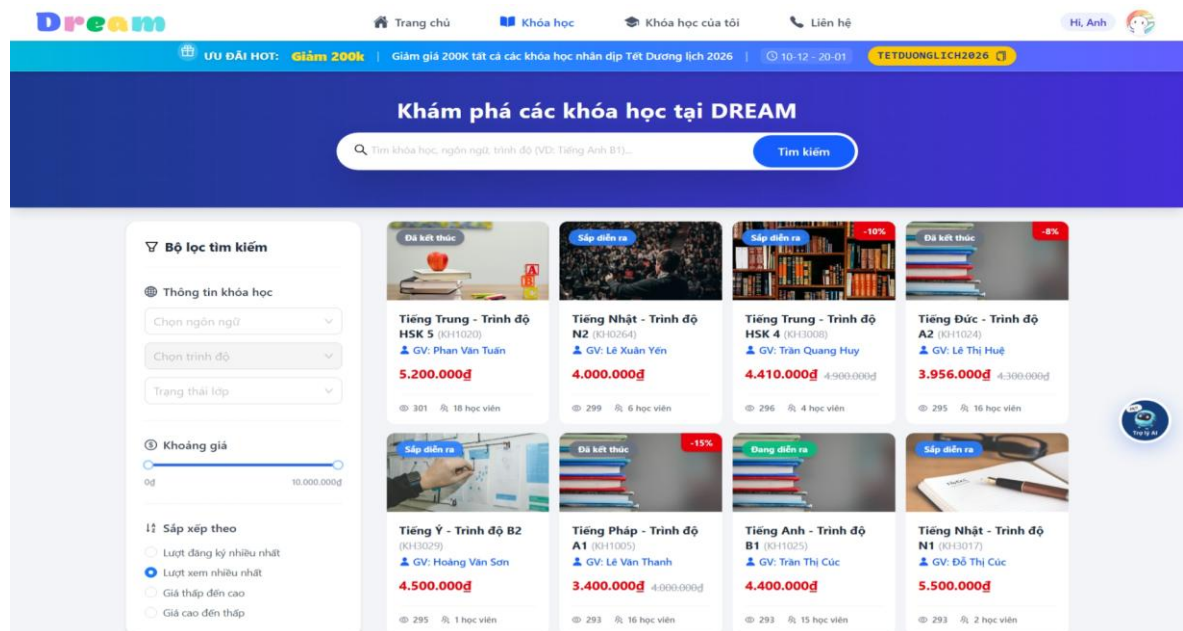 Dream
Trang chủ
Khóa học
Khóa học của tôi
Liên hệ
Hi, Anh
ƯU ĐÃI HOT: Giảm 200k | Giảm giá 200K tất cả các khóa học nhân dịp Tết Dương lịch 2026 | 10-12 - 20-01 TETDUONGLICH2026
Khám phá các khóa học tại DREAM
Tìm khóa học, ngôn ngữ, trình độ (VD: Tiếng Anh B1)...
Tìm kiếm
Bộ lọc tìm kiếm
Thông tin khóa học
Chọn ngôn ngữ
Chọn trình độ
Trạng thái lớp
Khoảng giá
0₫ 10.000.000₫
Sắp xếp theo
Lượt đăng ký nhiều nhất
Lượt xem nhiều nhất
Giá thấp đến cao
Giá cao đến thấp
Đã kết thúc
Tiếng Trung - Trình độ
HSK 5 (KH1020)
GV: Phan Văn Tuấn
5.200.000₫
301 18 học viên
Sắp diễn ra
Tiếng Nhật - Trình độ
N2 (KH0264)
GV: Lê Xuân Yến
4.000.000₫
299 6 học viên
Sắp diễn ra
-10%
Tiếng Trung - Trình độ
HSK 4 (KH3008)
GV: Trần Quang Huy
4.410.000₫ 4.900.000₫
296 4 học viên
Đã kết thúc
-8%
Tiếng Đức - Trình độ
A2 (KH1024)
GV: Lê Thị Huệ
3.956.000₫ 4.300.000₫
295 16 học viên
Trợ lý AI
Sắp diễn ra
Tiếng Ý - Trình độ B2
(KH3029)
GV: Hoàng Văn Sơn
4.500.000₫
295 1 học viên
Đã kết thúc
-15%
Tiếng Pháp - Trình độ
A1 (KH1005)
GV: Lê Văn Thanh
3.400.000₫ 4.000.000₫
293 16 học viên
Đang diễn ra
Tiếng Anh - Trình độ
B1 (KH1025)
GV: Trần Thị Cúc
4.400.000₫
293 15 học viên
Sắp diễn ra
Tiếng Nhật - Trình độ
N1 (KH3017)
GV: Đỗ Thị Cúc
5.500.000₫
293 2 học viên